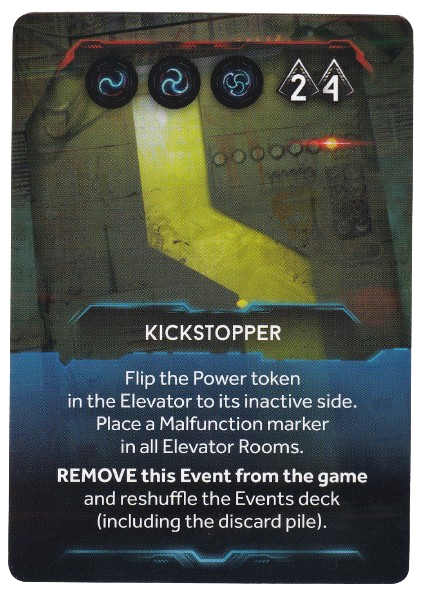 2 4
KICKSTOPPER
Flip the Power token
in the Elevator to its inactive side.
Place a Malfunction marker
in all Elevator Rooms.
REMOVE this Event from the game
and reshuffle the Events deck
(including the discard pile).